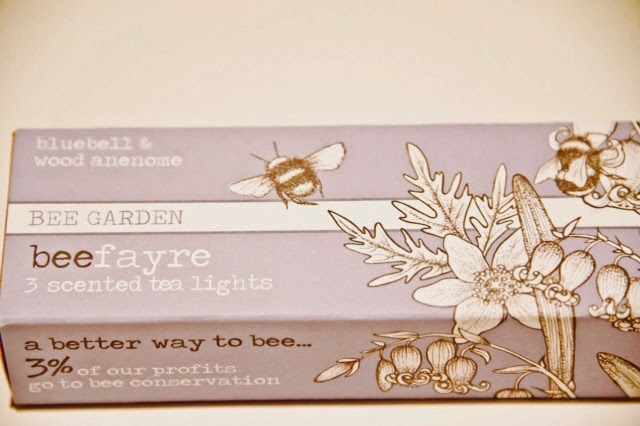 bluebell &
wood anenome
BEE GARDEN
beefayre
3 scented tea lights
a better way to bee...
3% of our profits
go to bee conservation